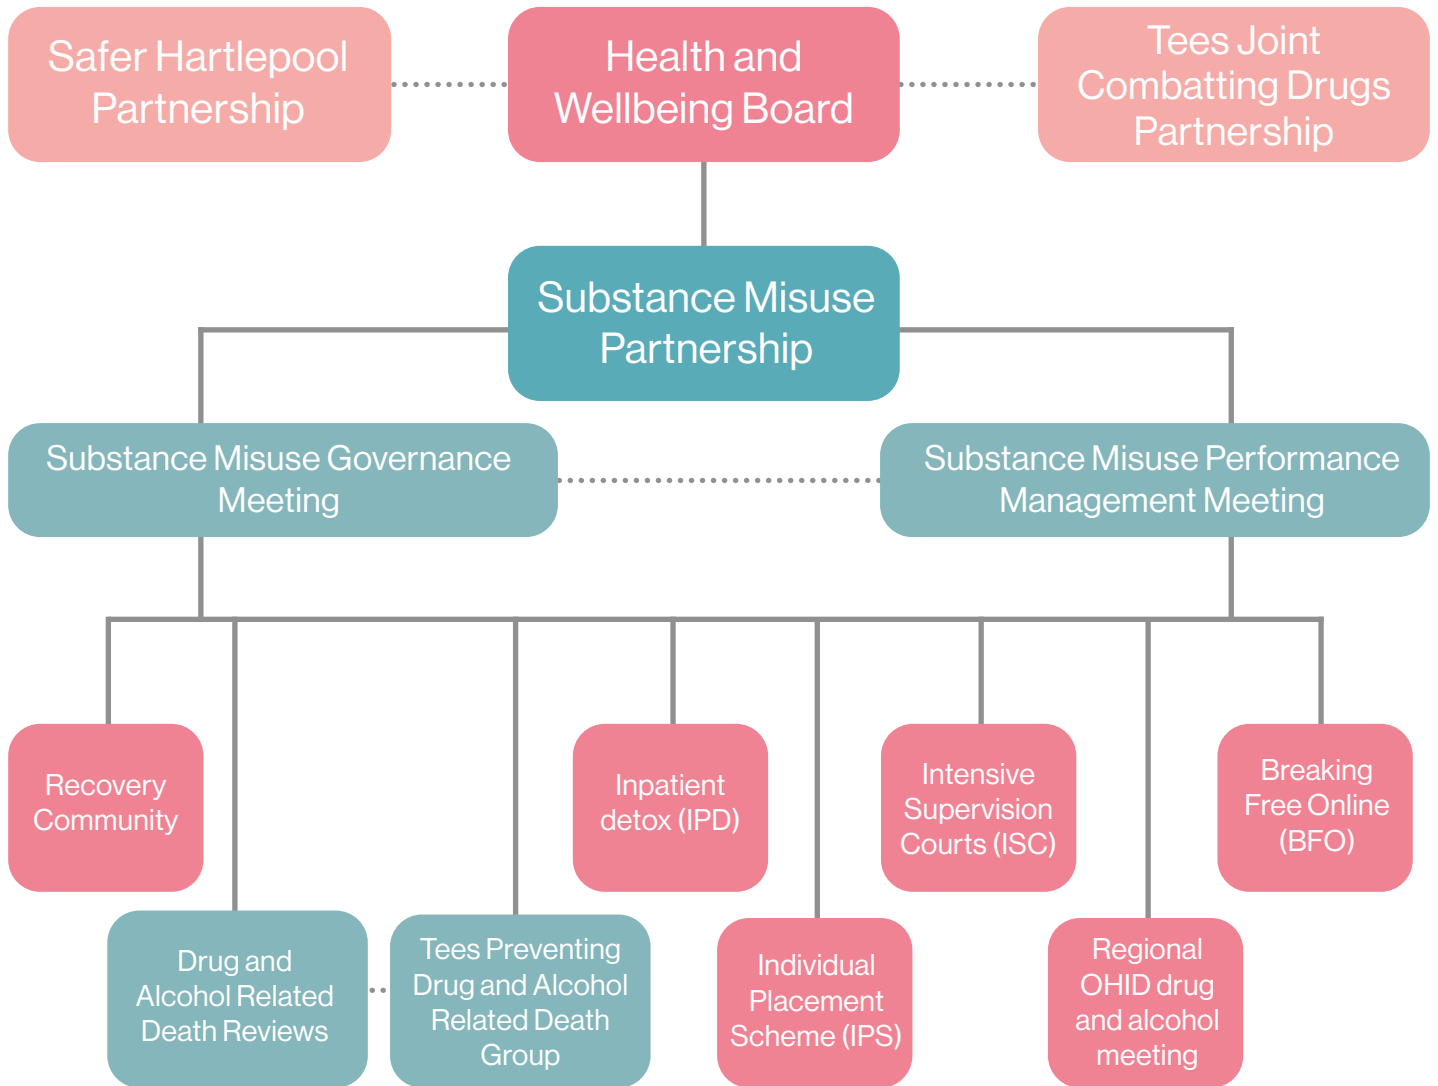 Safer Hartlepool
Partnership
Health and
Wellbeing Board
Tees Joint
Combatting Drugs
Partnership
Substance Misuse
Partnership
Substance Misuse Governance
Meeting
Substance Misuse Performance
Management Meeting
Recovery
Community
Inpatient
detox (IPD)
Intensive
Supervision
Courts (ISC)
Breaking
Free Online
(BFO)
Drug and
Alcohol Related
Death Reviews
Tees Preventing
Drug and Alcohol
Related Death
Group
Individual
Placement
Scheme (IPS)
Regional
OHID drug
and alcohol
meeting